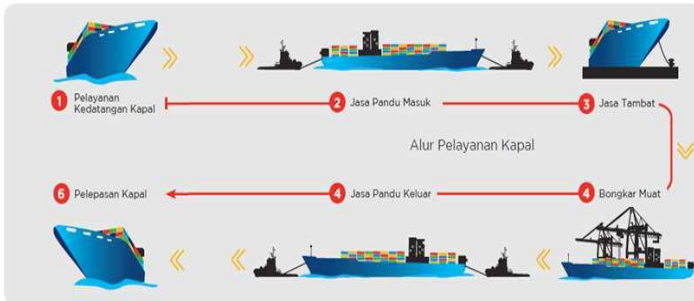 1 Pelayanan
Kedatangan Kapal
2 Jasa Pandu Masuk
3 Jasa Tambat
Alur Pelayanan Kapal
6 Pelepasan Kapal
4 Jasa Pandu Keluar
4 Bongkar Muat